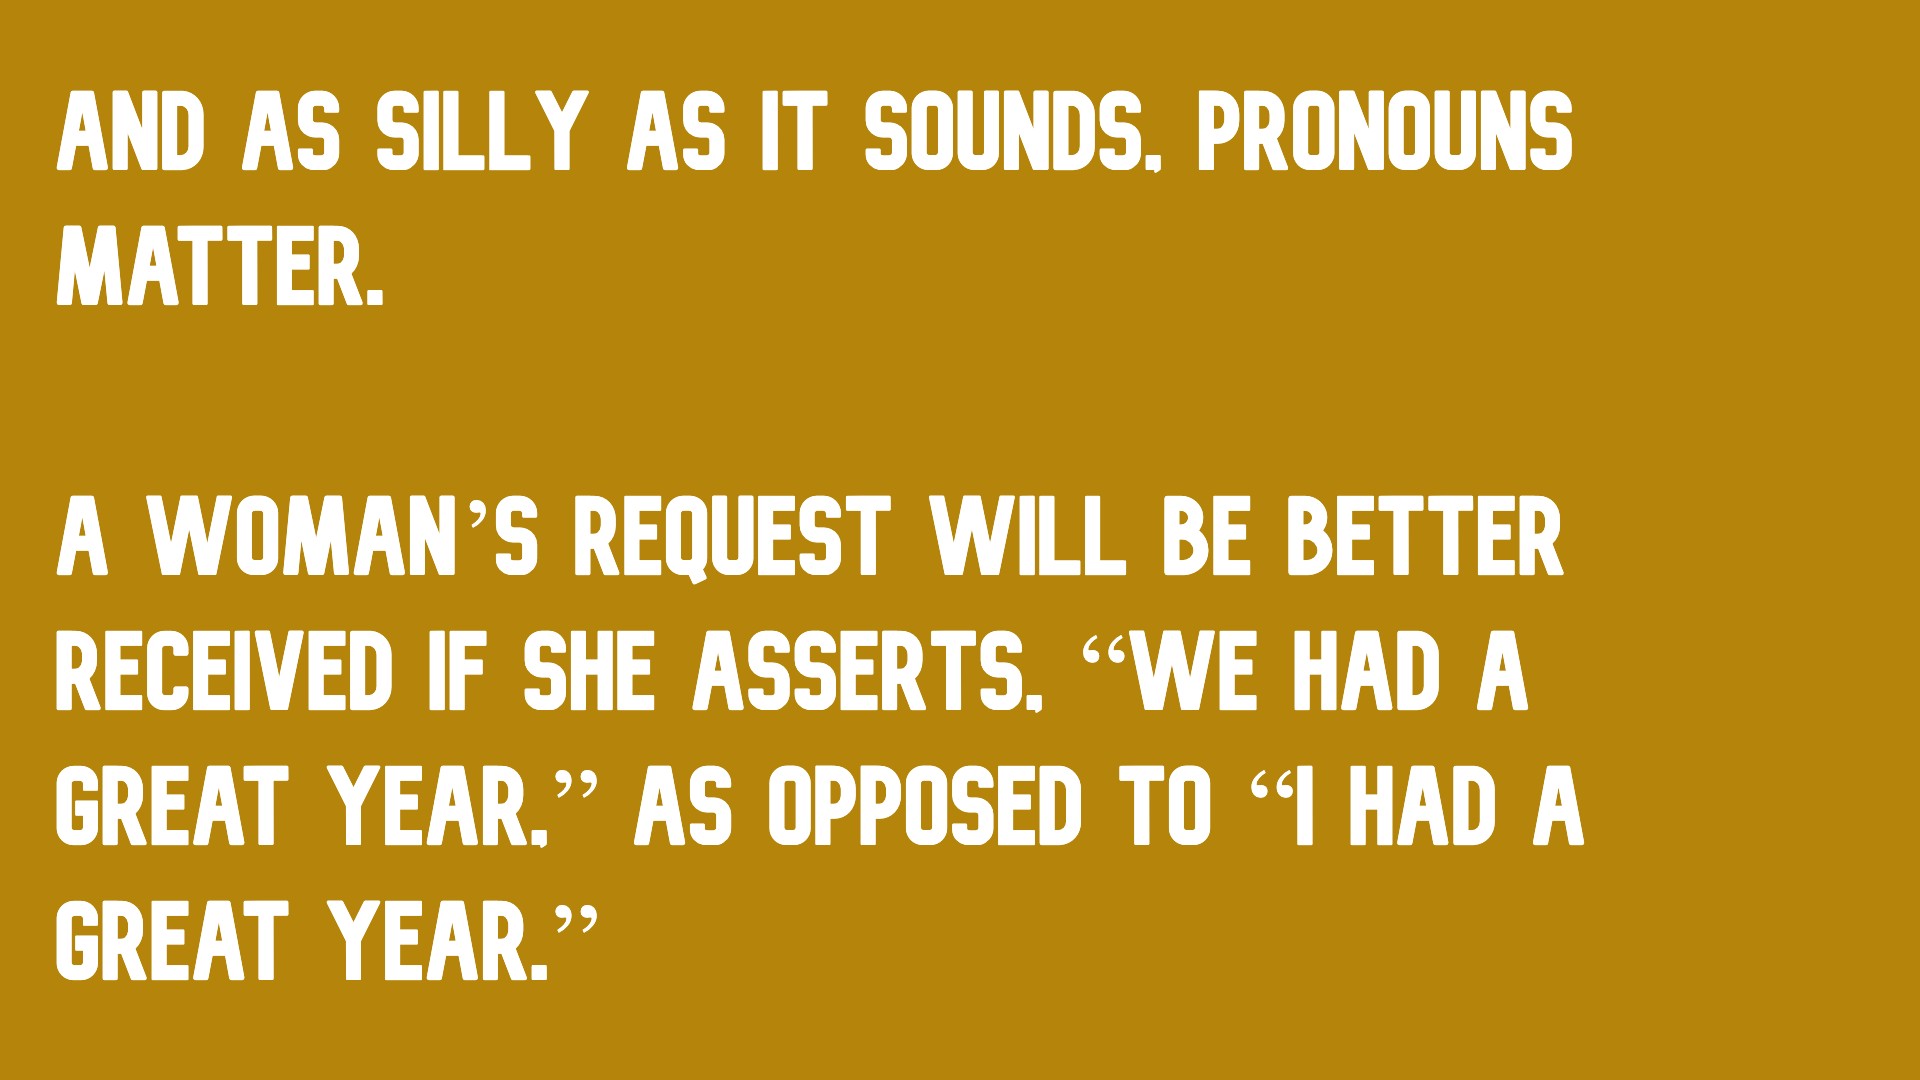 AND AS SILLY AS IT SOUNDS, PRONOUNS
MATTER.
A WOMAN’S REQUEST WILL BE BETTER
RECEIVED IF SHE ASSERTS, “WE HAD A
GREAT YEAR,” AS OPPOSED TO “I HAD A
GREAT YEAR.”